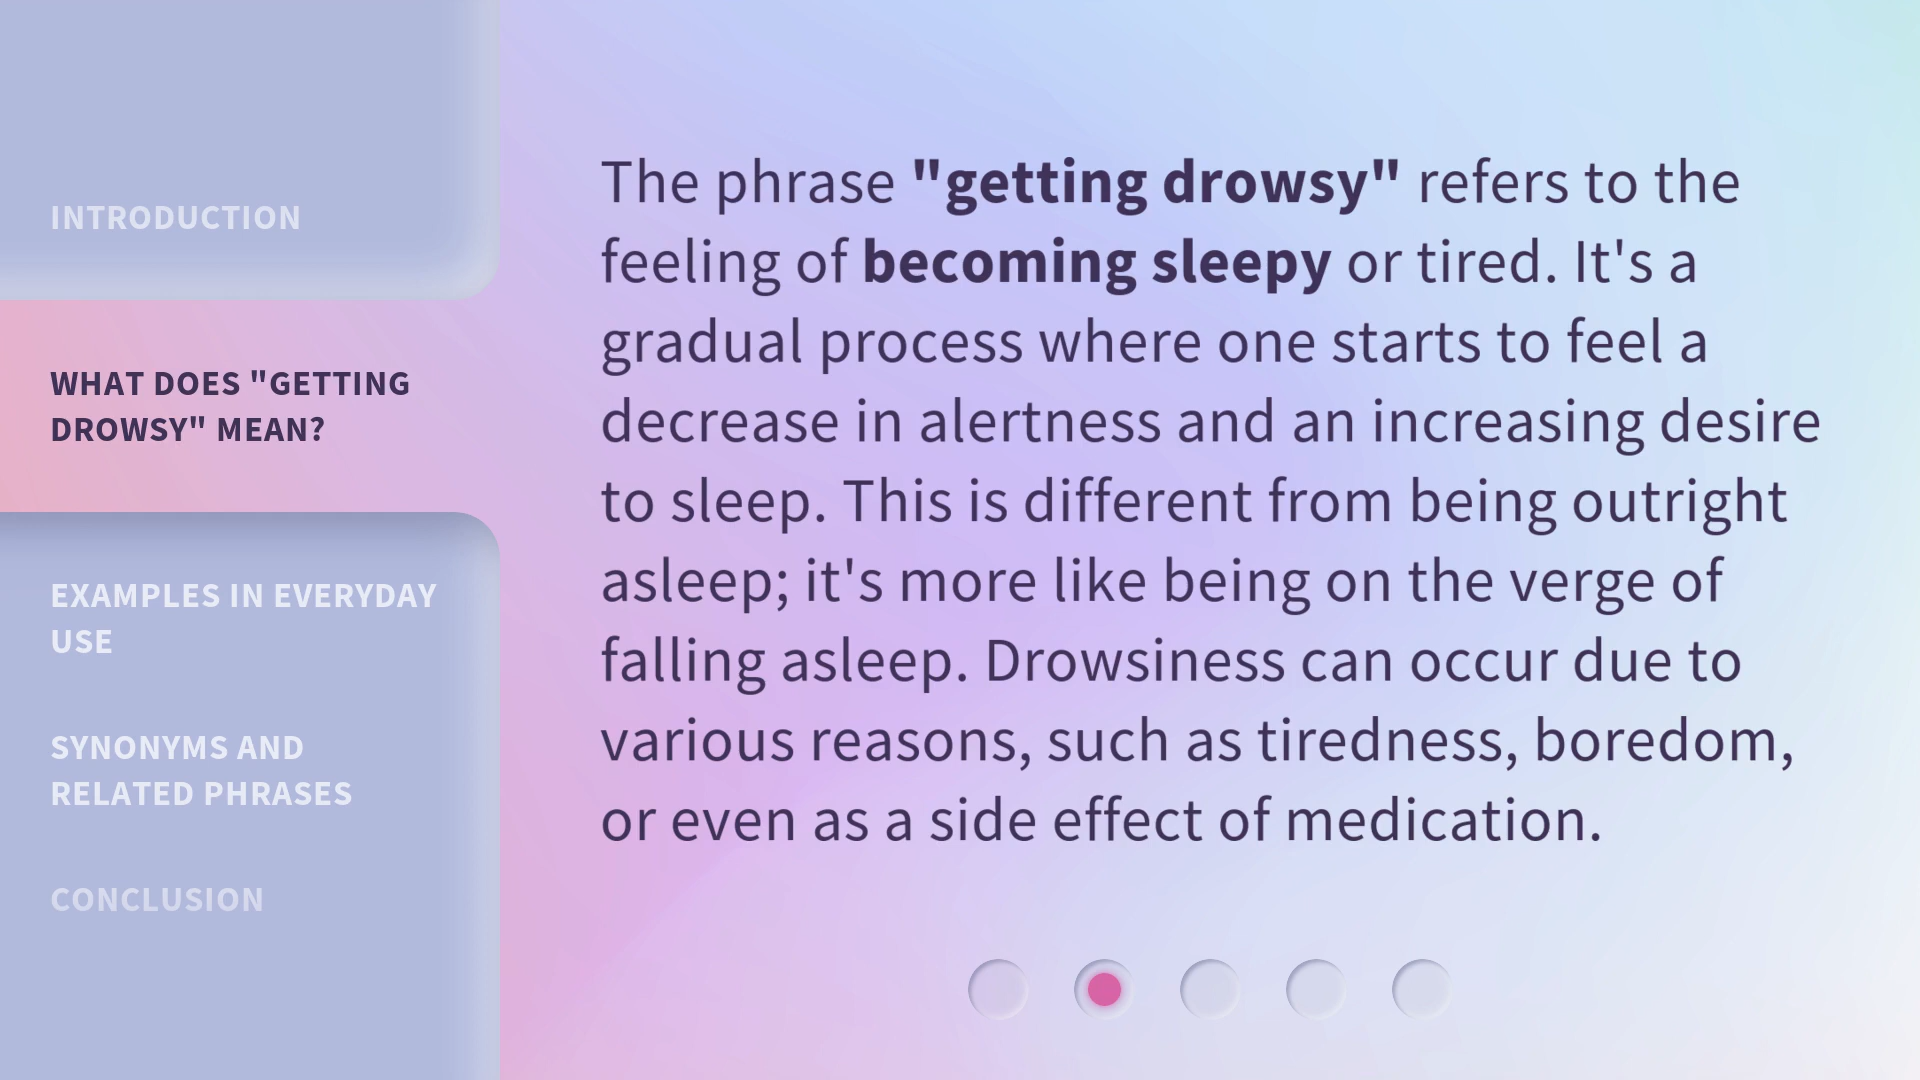 INTRODUCTION
WHAT DOES "GETTING
DROWSY" MEAN?
EXAMPLES IN EVERYDAY
USE
SYNONYMS AND
RELATED PHRASES
CONCLUSION
The phrase "getting drowsy" refers to the
feeling of becoming sleepy or tired. It's a
gradual process where one starts to feel a
decrease in alertness and an increasing desire
to sleep. This is different from being outright
asleep; it's more like being on the verge of
falling asleep. Drowsiness can occur due to
various reasons, such as tiredness, boredom,
or even as a side effect of medication.